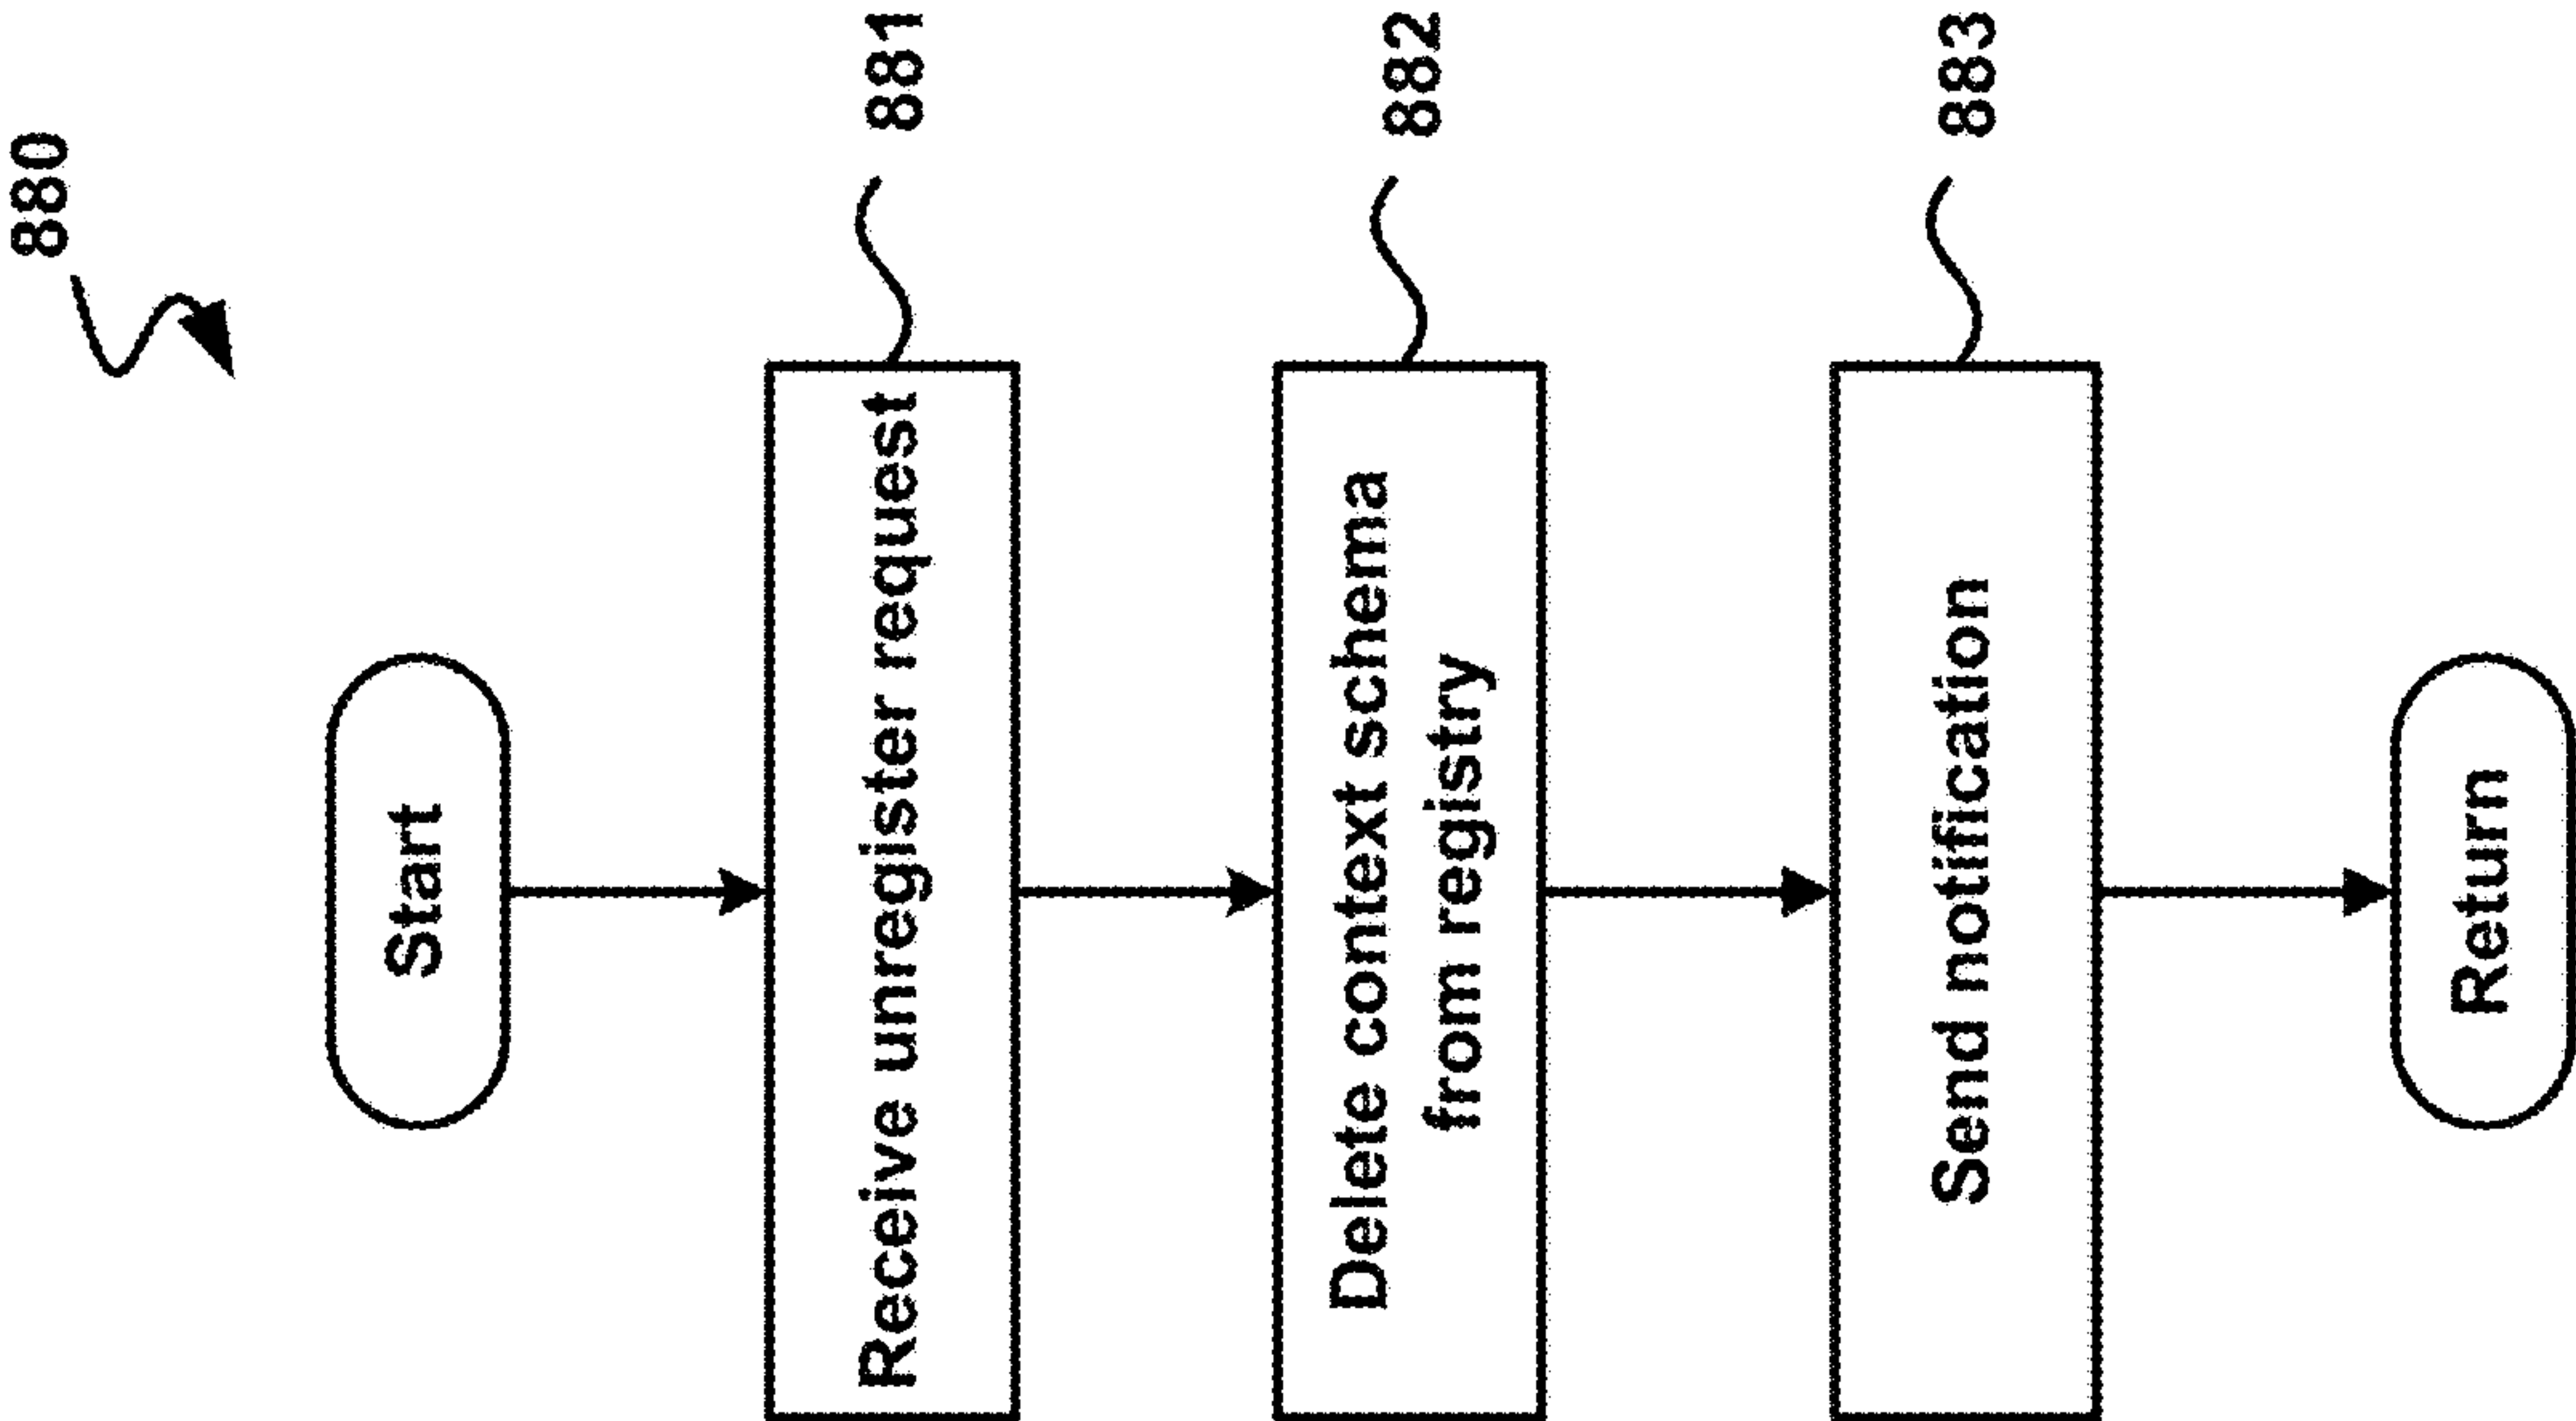 880
Start
Receive unregister request
881
Delete context schema
from registry
882
Send notification
883
Return